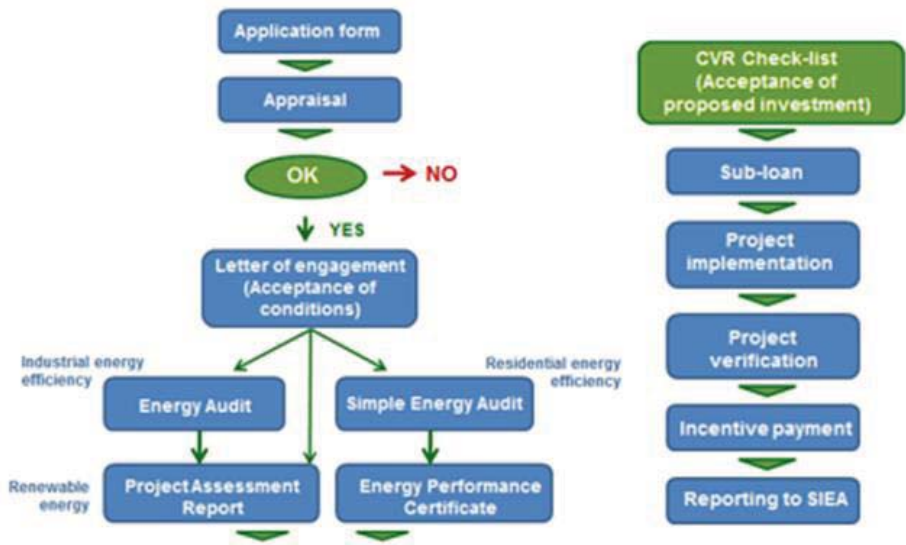 Application form
Appraisal
OK
NO
YES
Letter of engagement
(Acceptance of
conditions)
Industrial energy
efficiency
Residential energy
efficiency
Energy Audit
Simple Energy Audit
Renewable
energy
Project Assessment
Report
Energy Performance
Certificate
CVR Check-list
(Acceptance of
proposed investment)
Sub-loan
Project
implementation
Project
verification
Incentive payment
Reporting to SIEA